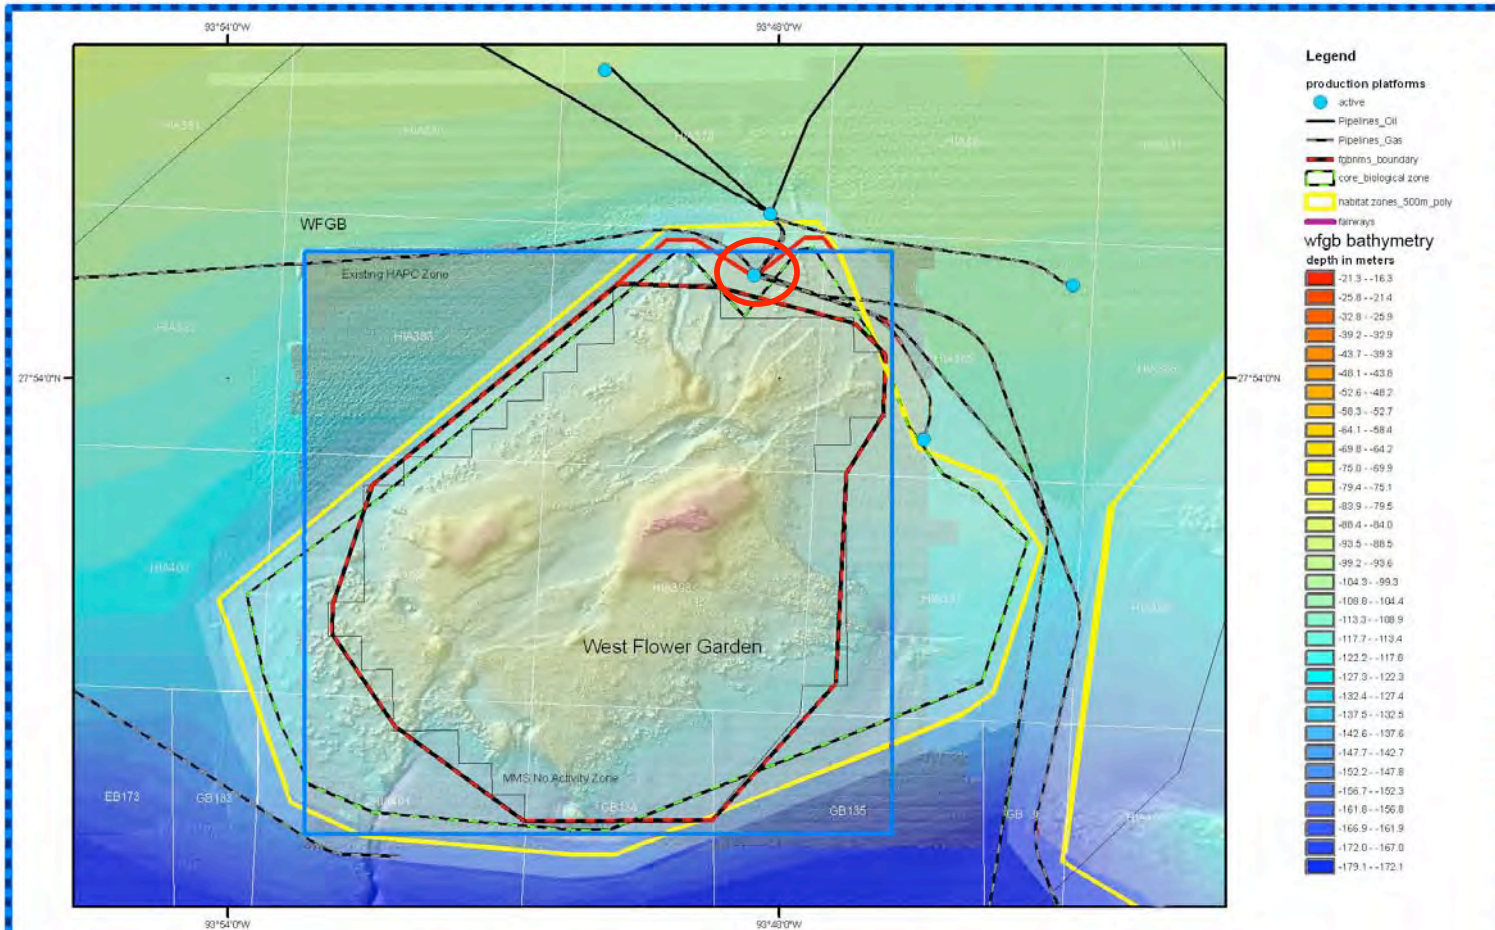 93°54'0"W
93°48'0"W
Legend
production platforms
active
Pipelines_Oil
Pipelines_Gas
fgbnms_boundary
core_biological zone
habitat zones_500m_poly
fairways
wfgb bathymetry
depth in meters
-21.3 - -16.3
-25.8 - -21.4
-32.8 - -25.9
-39.2 - -32.9
-43.7 - -39.3
-48.1 - -43.8
-52.6 - -48.2
-58.3 - -52.7
-64.1 - -58.4
-69.8 - -64.2
-75.0 - -69.9
-79.4 - -75.1
-83.9 - -79.5
-88.4 - -84.0
-93.5 - -88.5
-99.2 - -93.6
-104.3 - -99.3
-108.8 - -104.4
-113.3 - -108.9
-117.7 - -113.4
-122.2 - -117.8
-127.3 - -122.3
-132.4 - -127.4
-137.5 - -132.5
-142.6 - -137.6
-147.7 - -142.7
-152.2 - -147.8
-156.7 - -152.3
-161.8 - -156.8
-166.9 - -161.9
-172.0 - -167.0
-179.1 - -172.1
WFGB
Existing HAPC Zone
HIA383
27°54'0"N
27°54'0"N
HIA385
HIA402
West Flower Garden
MMS No Activity Zone
EB173
GB133
HIA401
GB134
GB135
GB
93°54'0"W
93°48'0"W